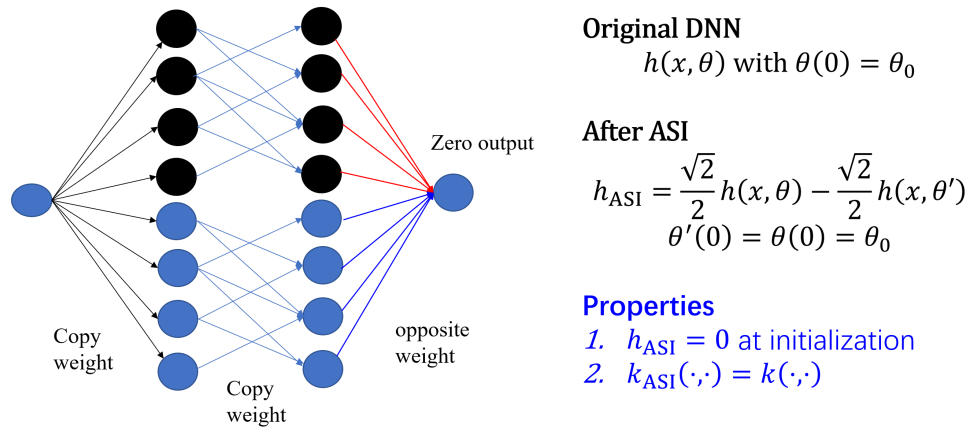 Zero output
Copy
weight
Copy
weight
opposite
weight
Original DNN
h(x, θ) with θ(0) = θ₀
After ASI
h_ASI = √2/2 h(x, θ) − √2/2 h(x, θ′)
θ′(0) = θ(0) = θ₀
Properties
1. h_ASI = 0 at initialization
2. k_ASI(·,·) = k(·,·)